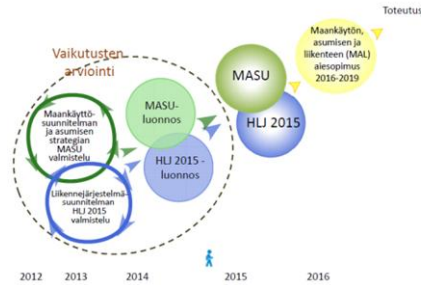 Toteutus
Maankäytön,
asumisen ja
liikenteen (MAL)
aiesopimus
2016-2019
Vaikutusten
arviointi
MASU
HLJ 2015
MASU-
luonnos
HLJ 2015 -
luonnos
Maankäyttö-
suunnitelman
ja asumisen
strategian
MASU
valmistelu
Liikennejärjestelmä-
suunnitelman
HLJ 2015
valmistelu
2012 2013 2014 2015 2016